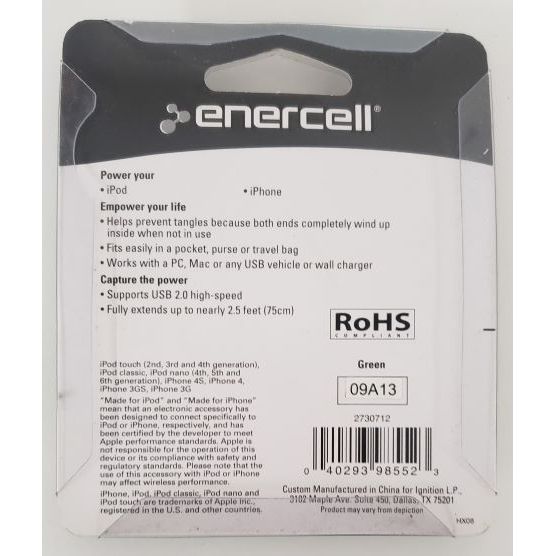 enercell®
Power your
• iPod • iPhone
Empower your life
• Helps prevent tangles because both ends completely wind up
inside when not in use
• Fits easily in a pocket, purse or travel bag
• Works with a PC, Mac or any USB vehicle or wall charger
Capture the power
• Supports USB 2.0 high-speed
• Fully extends up to nearly 2.5 feet (75cm)
RoHS
COMPLIANT
iPod touch (2nd, 3rd and 4th generation),
iPod classic, iPod nano (4th, 5th and
6th generation), iPhone 4S, iPhone 4,
iPhone 3GS, iPhone 3G
"Made for iPod" and "Made for iPhone"
mean that an electronic accessory has
been designed to connect specifically to
iPod or iPhone, respectively, and has
been certified by the developer to meet
Apple performance standards. Apple is
not responsible for the operation of this
device or its compliance with safety and
regulatory standards. Please note that the
use of this accessory with iPod or iPhone
may affect wireless performance.
iPhone, iPod, iPod classic, iPod nano and
iPod touch are trademarks of Apple Inc.,
registered in the U.S. and other countries.
Green
09A13
2730712
0 40293 98552 3
Custom Manufactured in China for Ignition L.P.,
3102 Maple Ave. Suite 450, Dallas, TX 75201
Product may vary from depiction
NX08